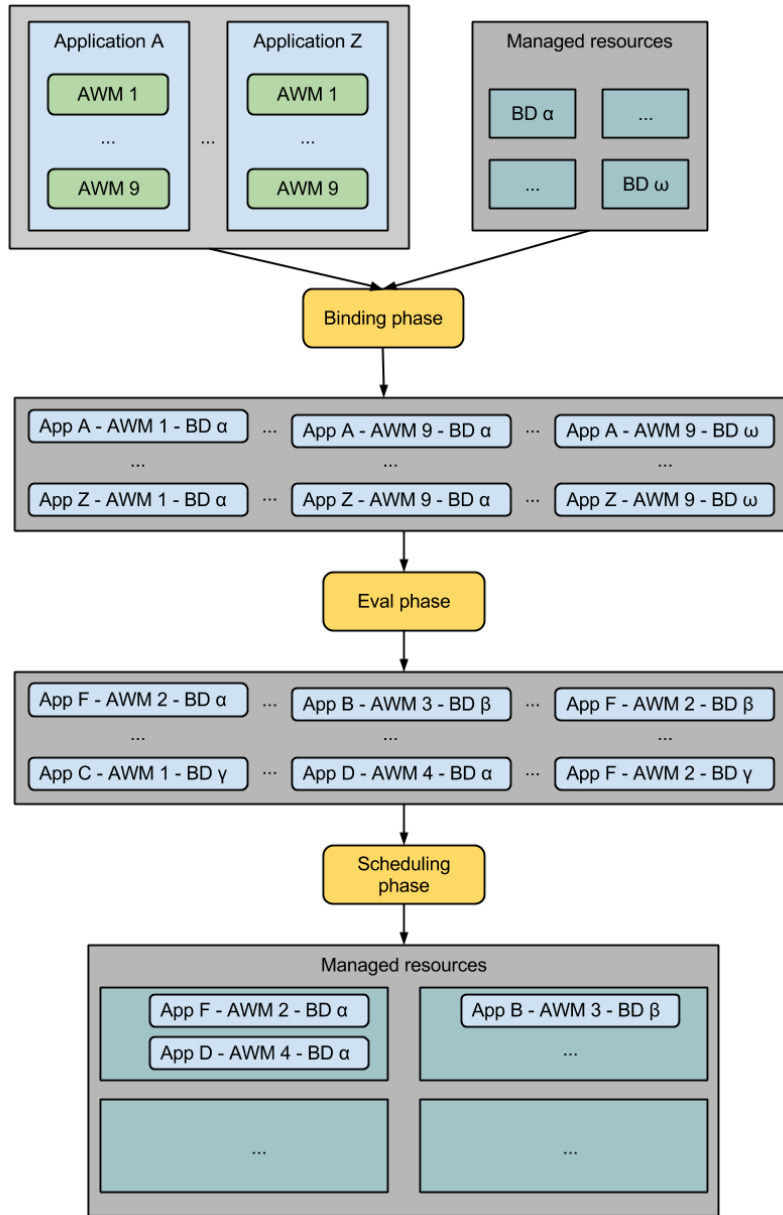 Application A
Application Z
Managed resources
AWM 1
AWM 1
BD α
...
...
...
...
AWM 9
AWM 9
...
BD ω
Binding phase
App A - AWM 1 - BD α ... App A - AWM 9 - BD α ... App A - AWM 9 - BD ω
... ... ...
App Z - AWM 1 - BD α ... App Z - AWM 9 - BD α ... App Z - AWM 9 - BD ω
Eval phase
App F - AWM 2 - BD α ... App B - AWM 3 - BD β ... App F - AWM 2 - BD β
... ... ...
App C - AWM 1 - BD γ ... App D - AWM 4 - BD α ... App F - AWM 2 - BD γ
Scheduling
phase
Managed resources
App F - AWM 2 - BD α
App D - AWM 4 - BD α
App B - AWM 3 - BD β
...
...
...